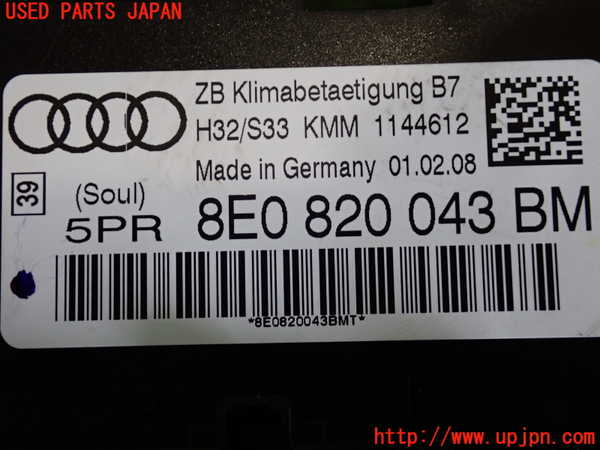 USED PARTS JAPAN
ZB Klimabetaetigung B7
H32/S33 KMM 1144612
Made in Germany 01.02.08
39
(Soul)
5PR 8E0 820 043 BM
*8E0820043BMT*
www.upjpn.com